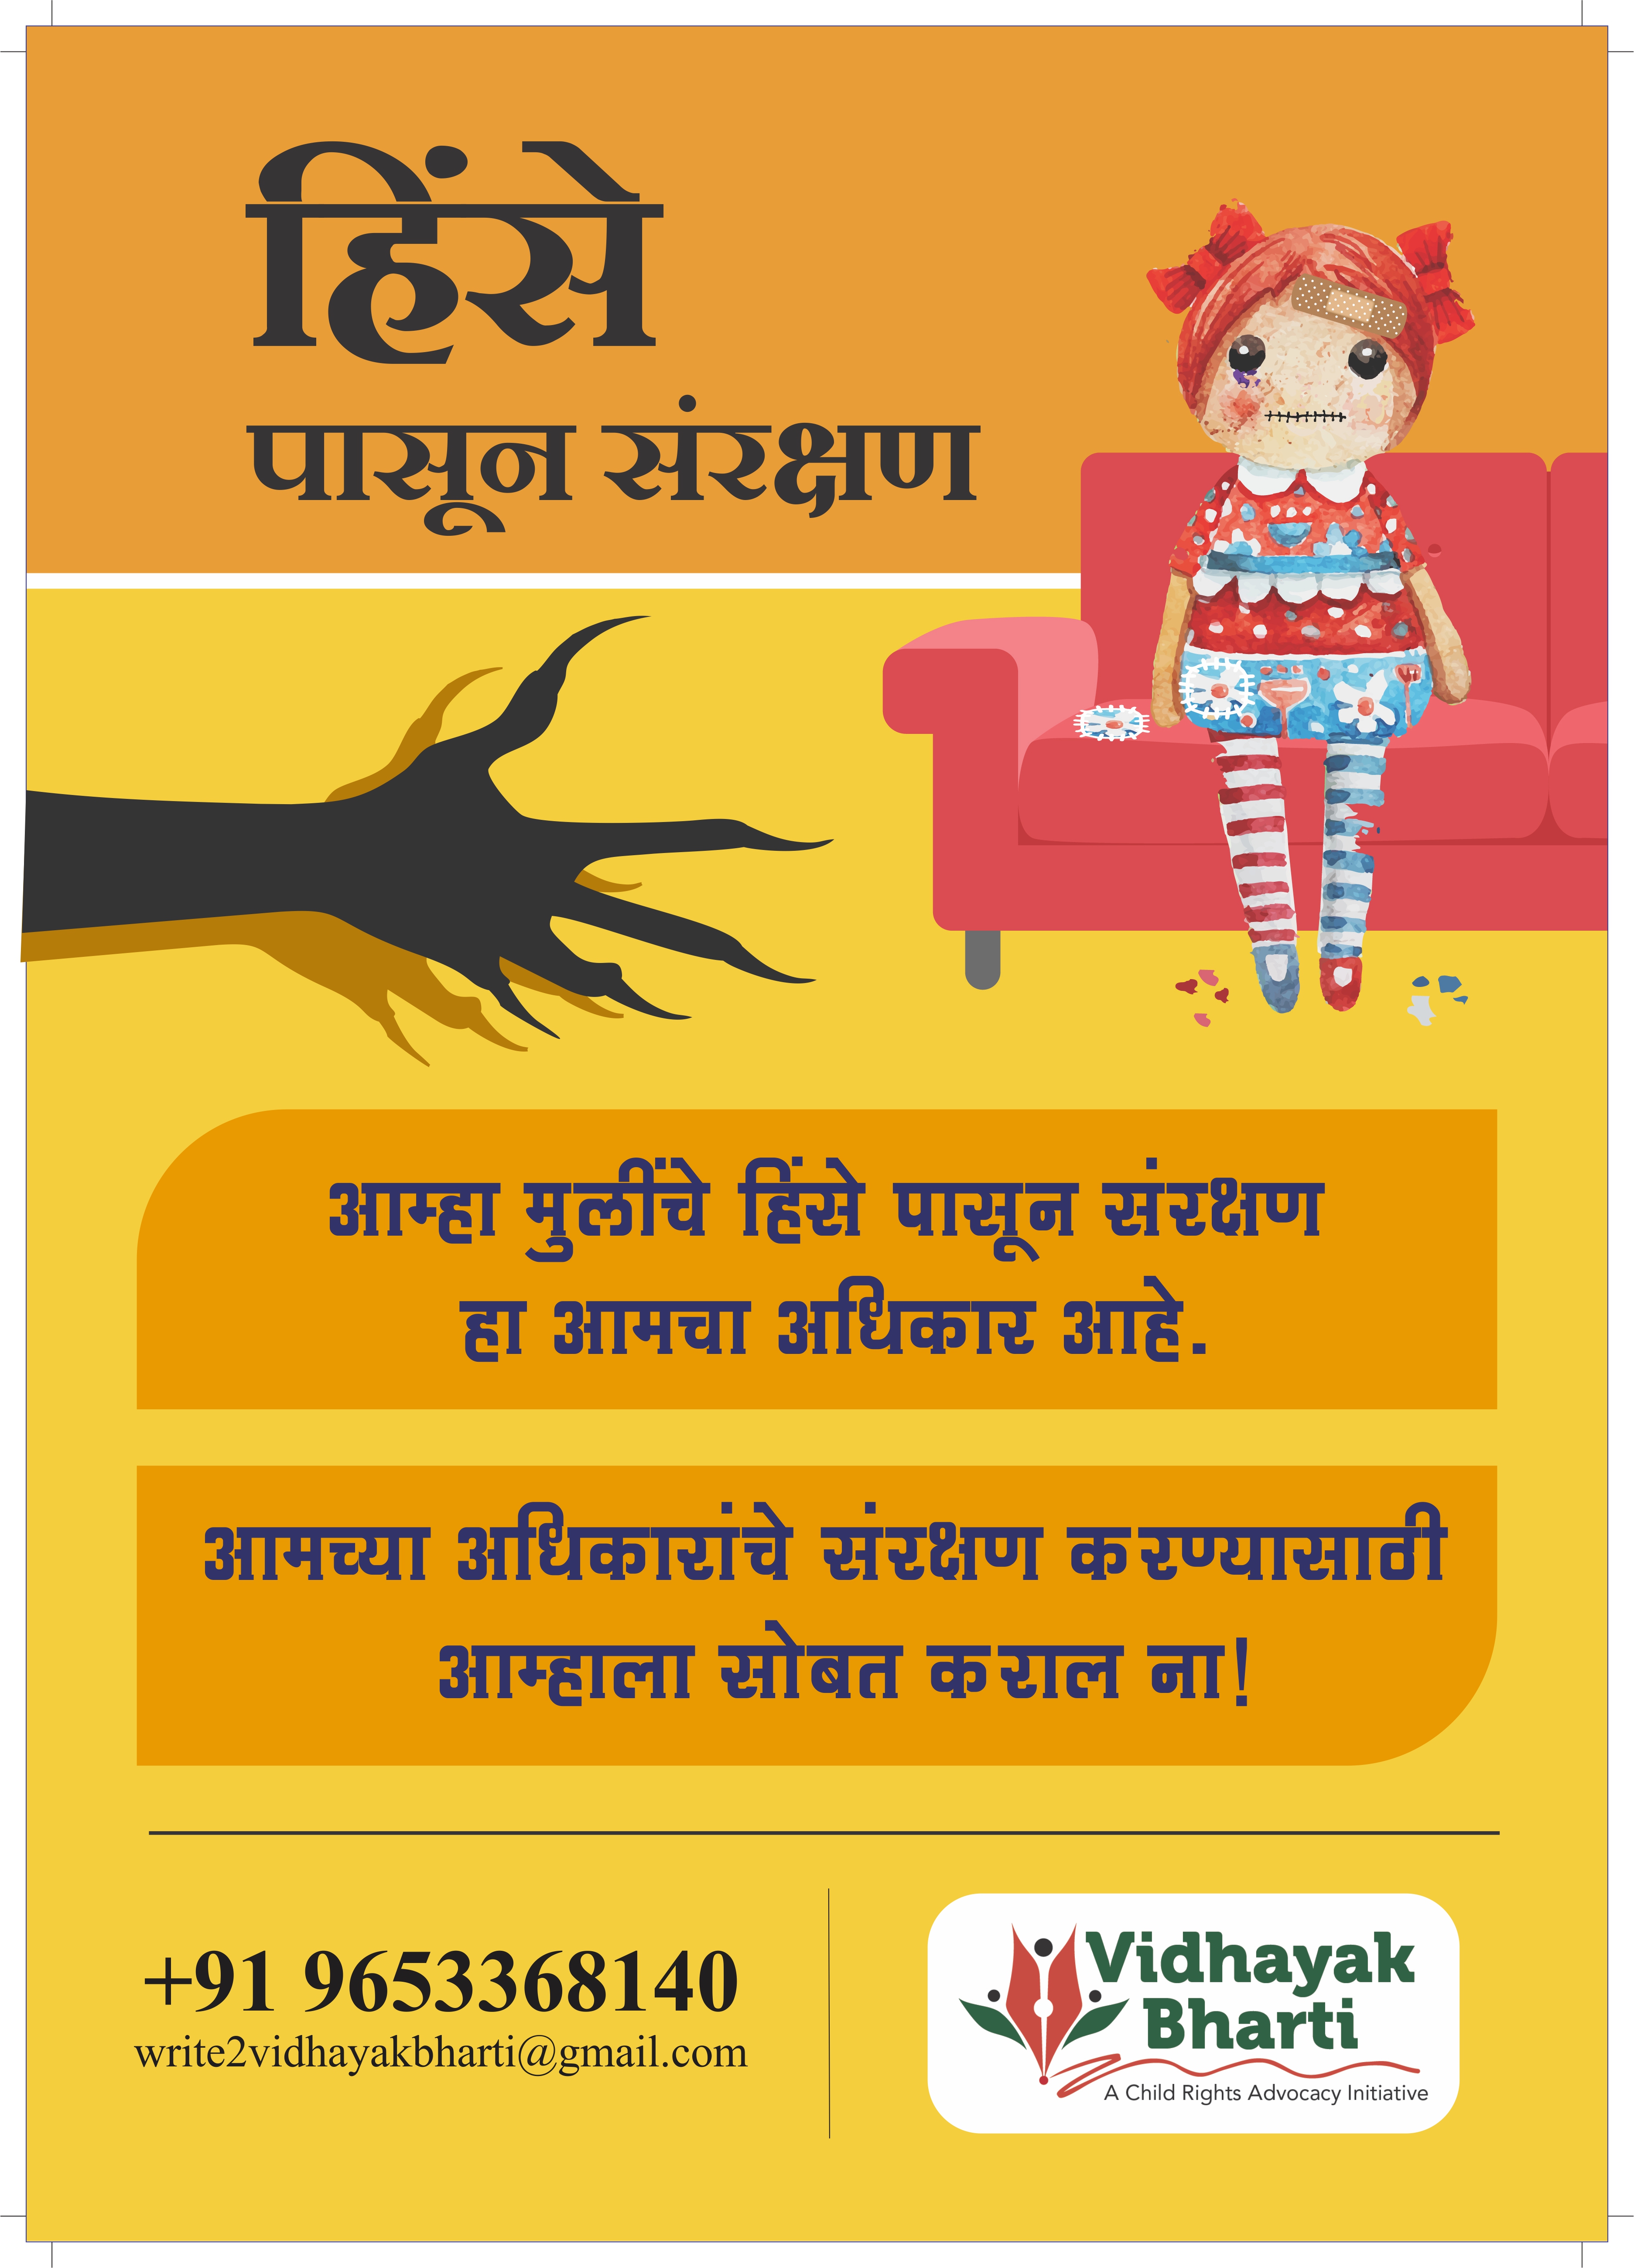 हिंसे
पासून संरक्षण
आम्हा मुलींचे हिंसे पासून संरक्षण
हा आमचा अधिकार आहे.
आमच्या अधिकारांचे संरक्षण करण्यासाठी
आम्हाला सोबत कराल ना!
+91 9653368140
write2vidhayakbharti@gmail.com
Vidhayak
Bharti
A Child Rights Advocacy Initiative